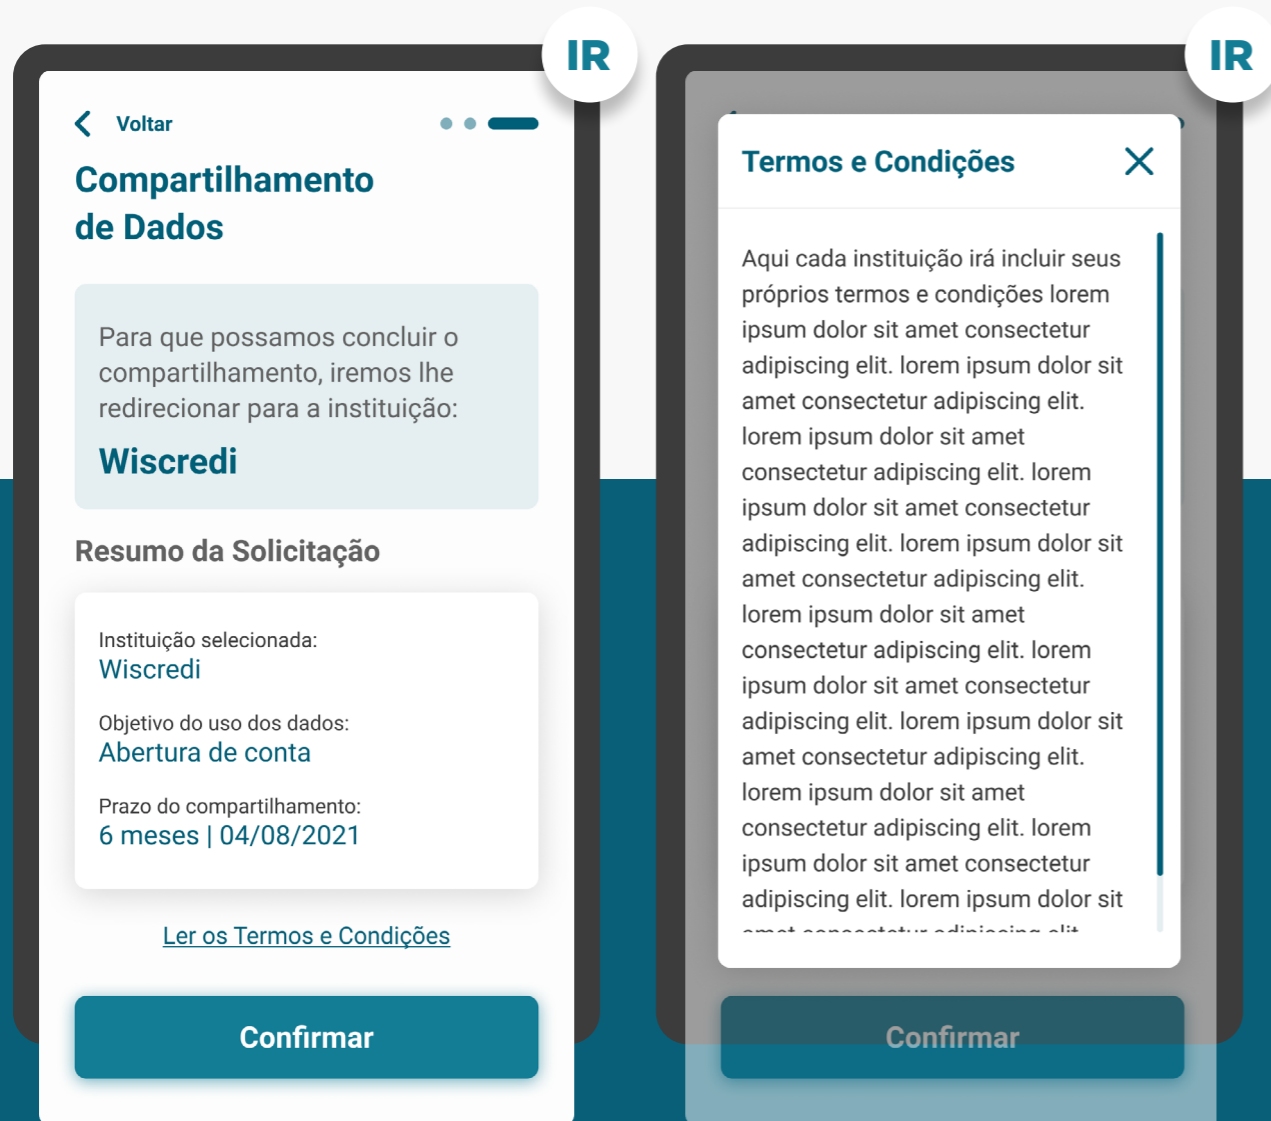 IR
Voltar
Compartilhamento
de Dados
Para que possamos concluir o
compartilhamento, iremos lhe
redirecionar para a instituição:
Wiscredi
Resumo da Solicitação
Instituição selecionada:
Wiscredi
Objetivo do uso dos dados:
Abertura de conta
Prazo do compartilhamento:
6 meses | 04/08/2021
Ler os Termos e Condições
Confirmar
IR
Termos e Condições
Aqui cada instituição irá incluir seus
próprios termos e condições lorem
ipsum dolor sit amet consectetur
adipiscing elit. lorem ipsum dolor sit
amet consectetur adipiscing elit.
lorem ipsum dolor sit amet
consectetur adipiscing elit. lorem
ipsum dolor sit amet consectetur
adipiscing elit. lorem ipsum dolor sit
amet consectetur adipiscing elit.
lorem ipsum dolor sit amet
consectetur adipiscing elit. lorem
ipsum dolor sit amet consectetur
adipiscing elit. lorem ipsum dolor sit
amet consectetur adipiscing elit.
lorem ipsum dolor sit amet
consectetur adipiscing elit. lorem
ipsum dolor sit amet consectetur
adipiscing elit. lorem ipsum dolor sit
amet consectetur adipiscing elit
Confirmar